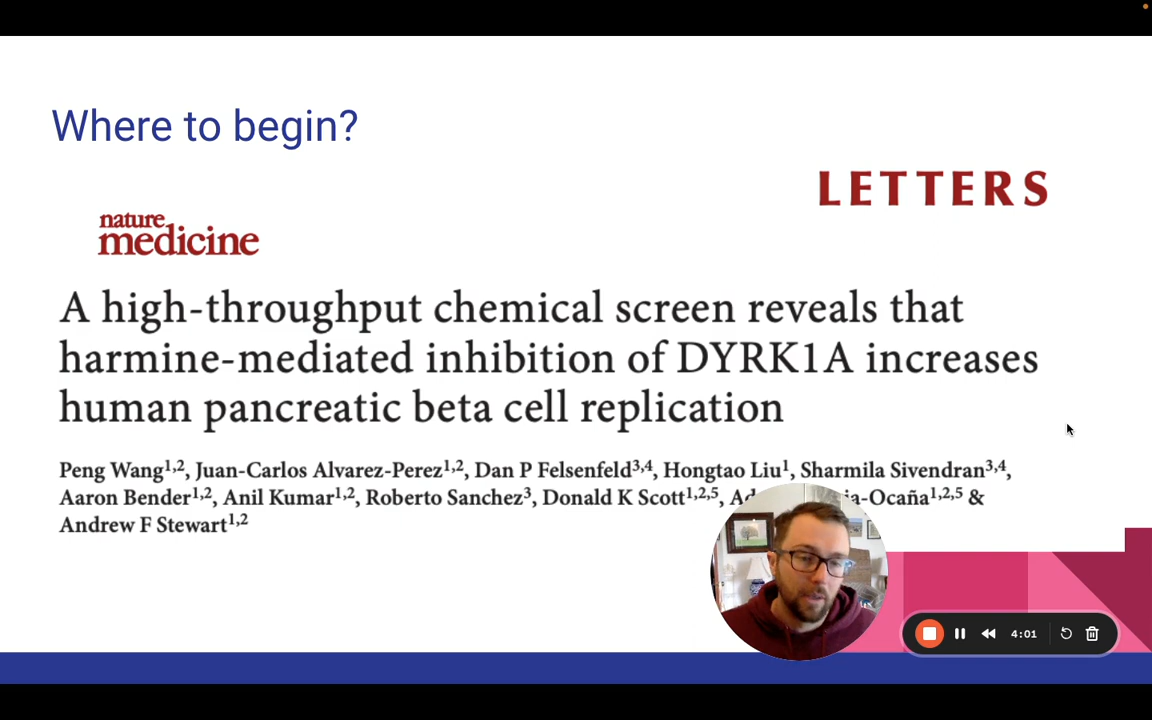 Where to begin?
LETTERS
nature
medicine
A high-throughput chemical screen reveals that
harmine-mediated inhibition of DYRK1A increases
human pancreatic beta cell replication
Peng Wang1,2, Juan-Carlos Alvarez-Perez1,2, Dan P Felsenfeld3,4, Hongtao Liu1, Sharmila Sivendran3,4,
Aaron Bender1,2, Anil Kumar1,2, Roberto Sanchez3, Donald K Scott1,2,5, a-Ocaña1,2,5 &
Andrew F Stewart1,2
4:01